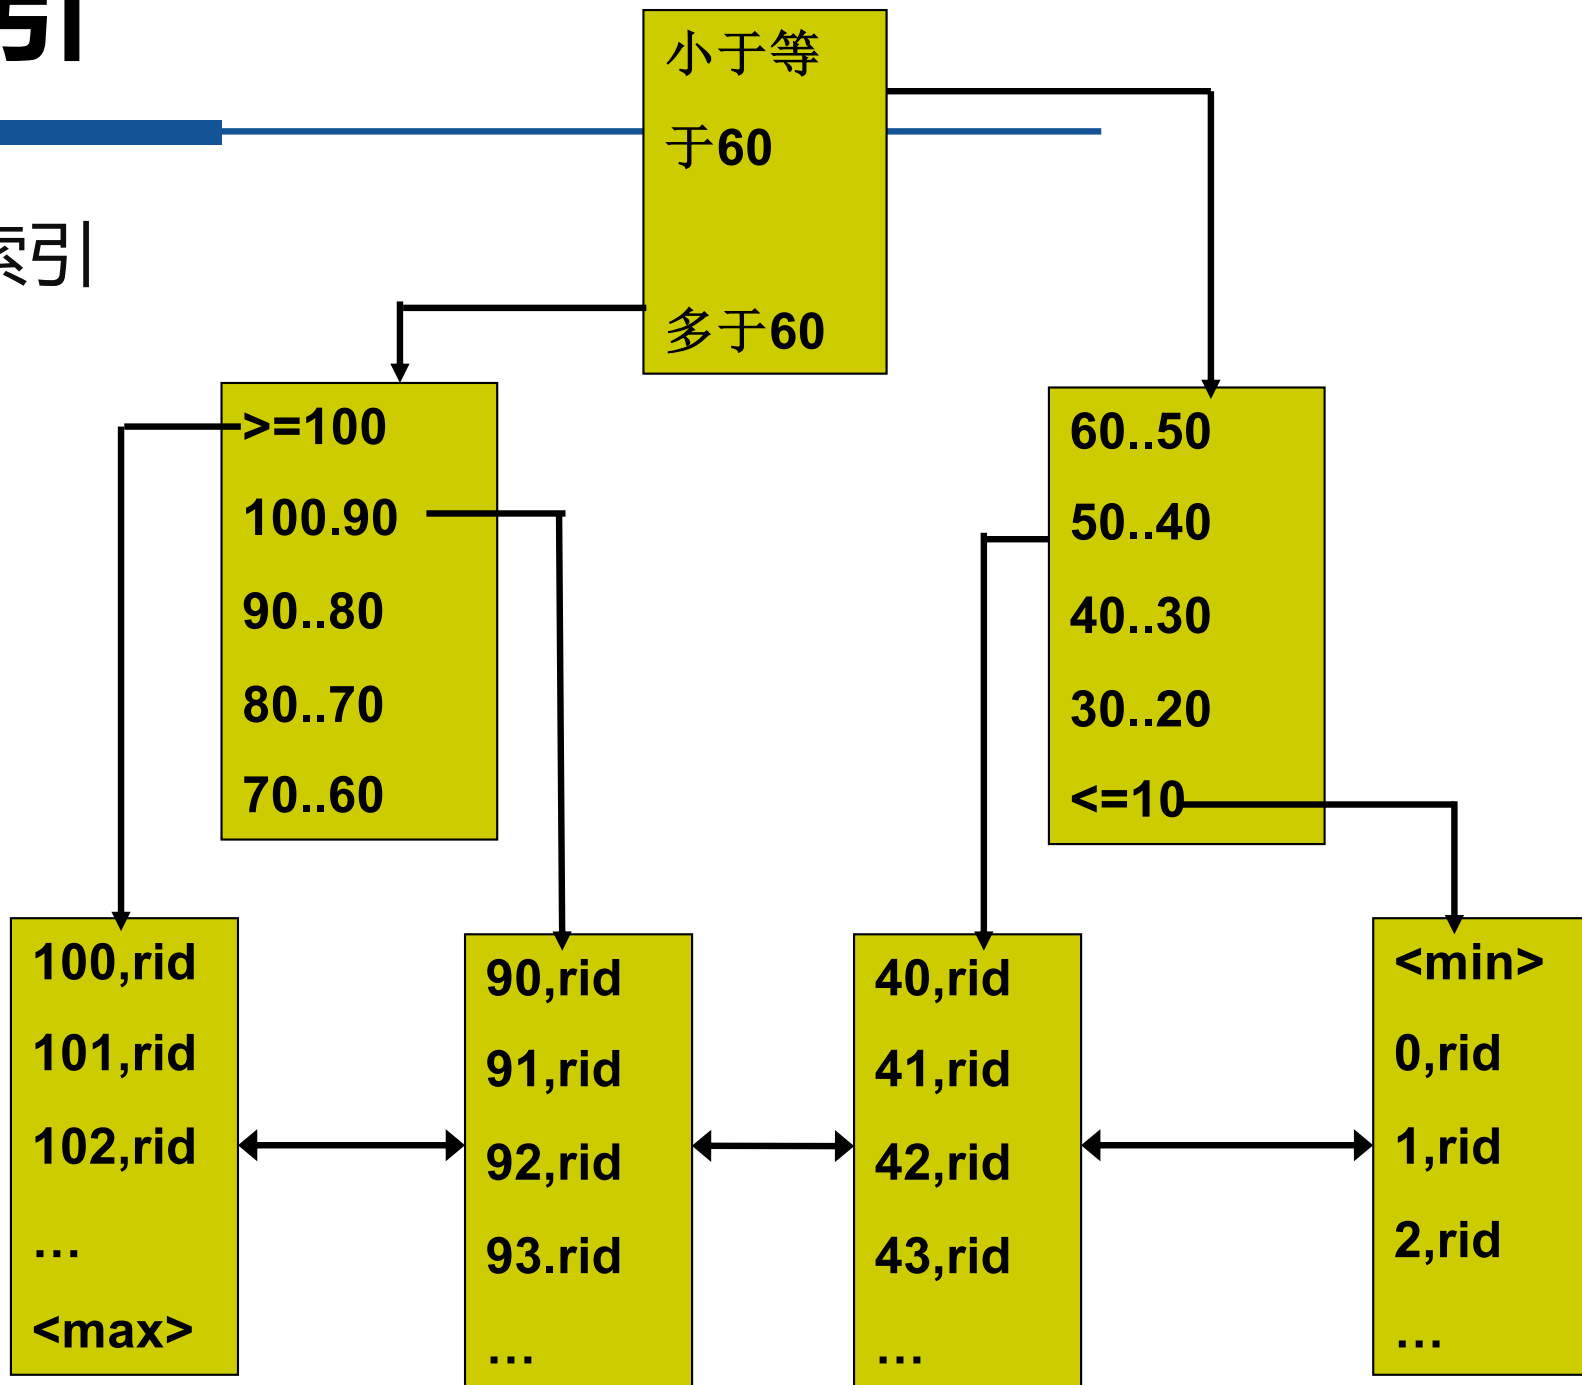 引
索引
小于等
于60
多于60
>=100
100.90
90..80
80..70
70..60
60..50
50..40
40..30
30..20
<=10
100,rid
101,rid
102,rid
...
<max>
90,rid
91,rid
92,rid
93.rid
...
40,rid
41,rid
42,rid
43,rid
...
<min>
0,rid
1,rid
2,rid
...